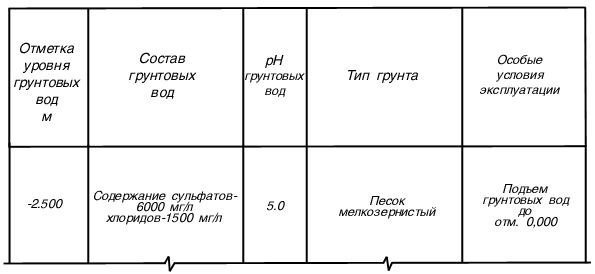 Отметка
уровня
грунтовых
вод
м
Состав
грунтовых
вод
pH
грунтовых
вод
Тип грунта
Особые
условия
эксплуатации
-2.500
Содержание сульфатов-
6000 мг/л
хлоридов-1500 мг/л
5.0
Песок
мелкозернистый
Подъем
грунтовых вод
до
отм. 0,000